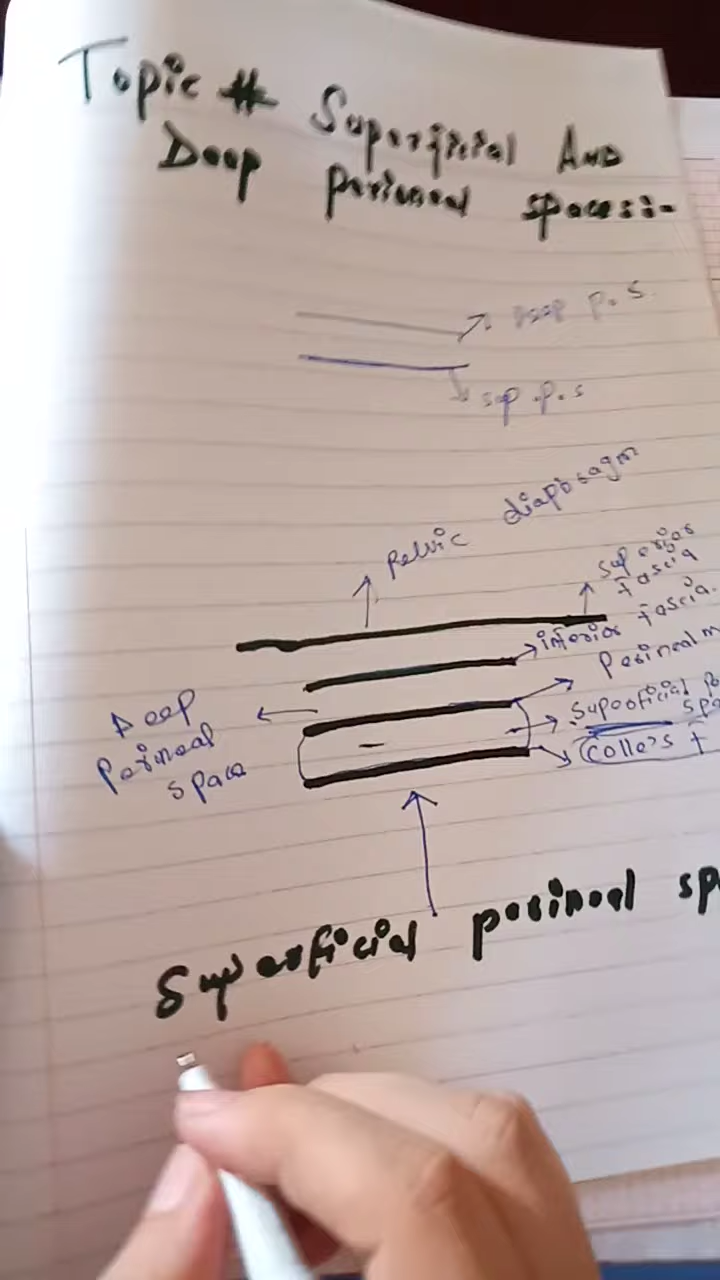 Topic # Superficial AND
Deep perineal spaces:-
Deep p.s.
sup.p.s
pelvic diaphragm
superior
fascia
inferior fascia.
Perineal m
Superficial
Deep
perineal
space
Colle's f
Superficial perineal sp